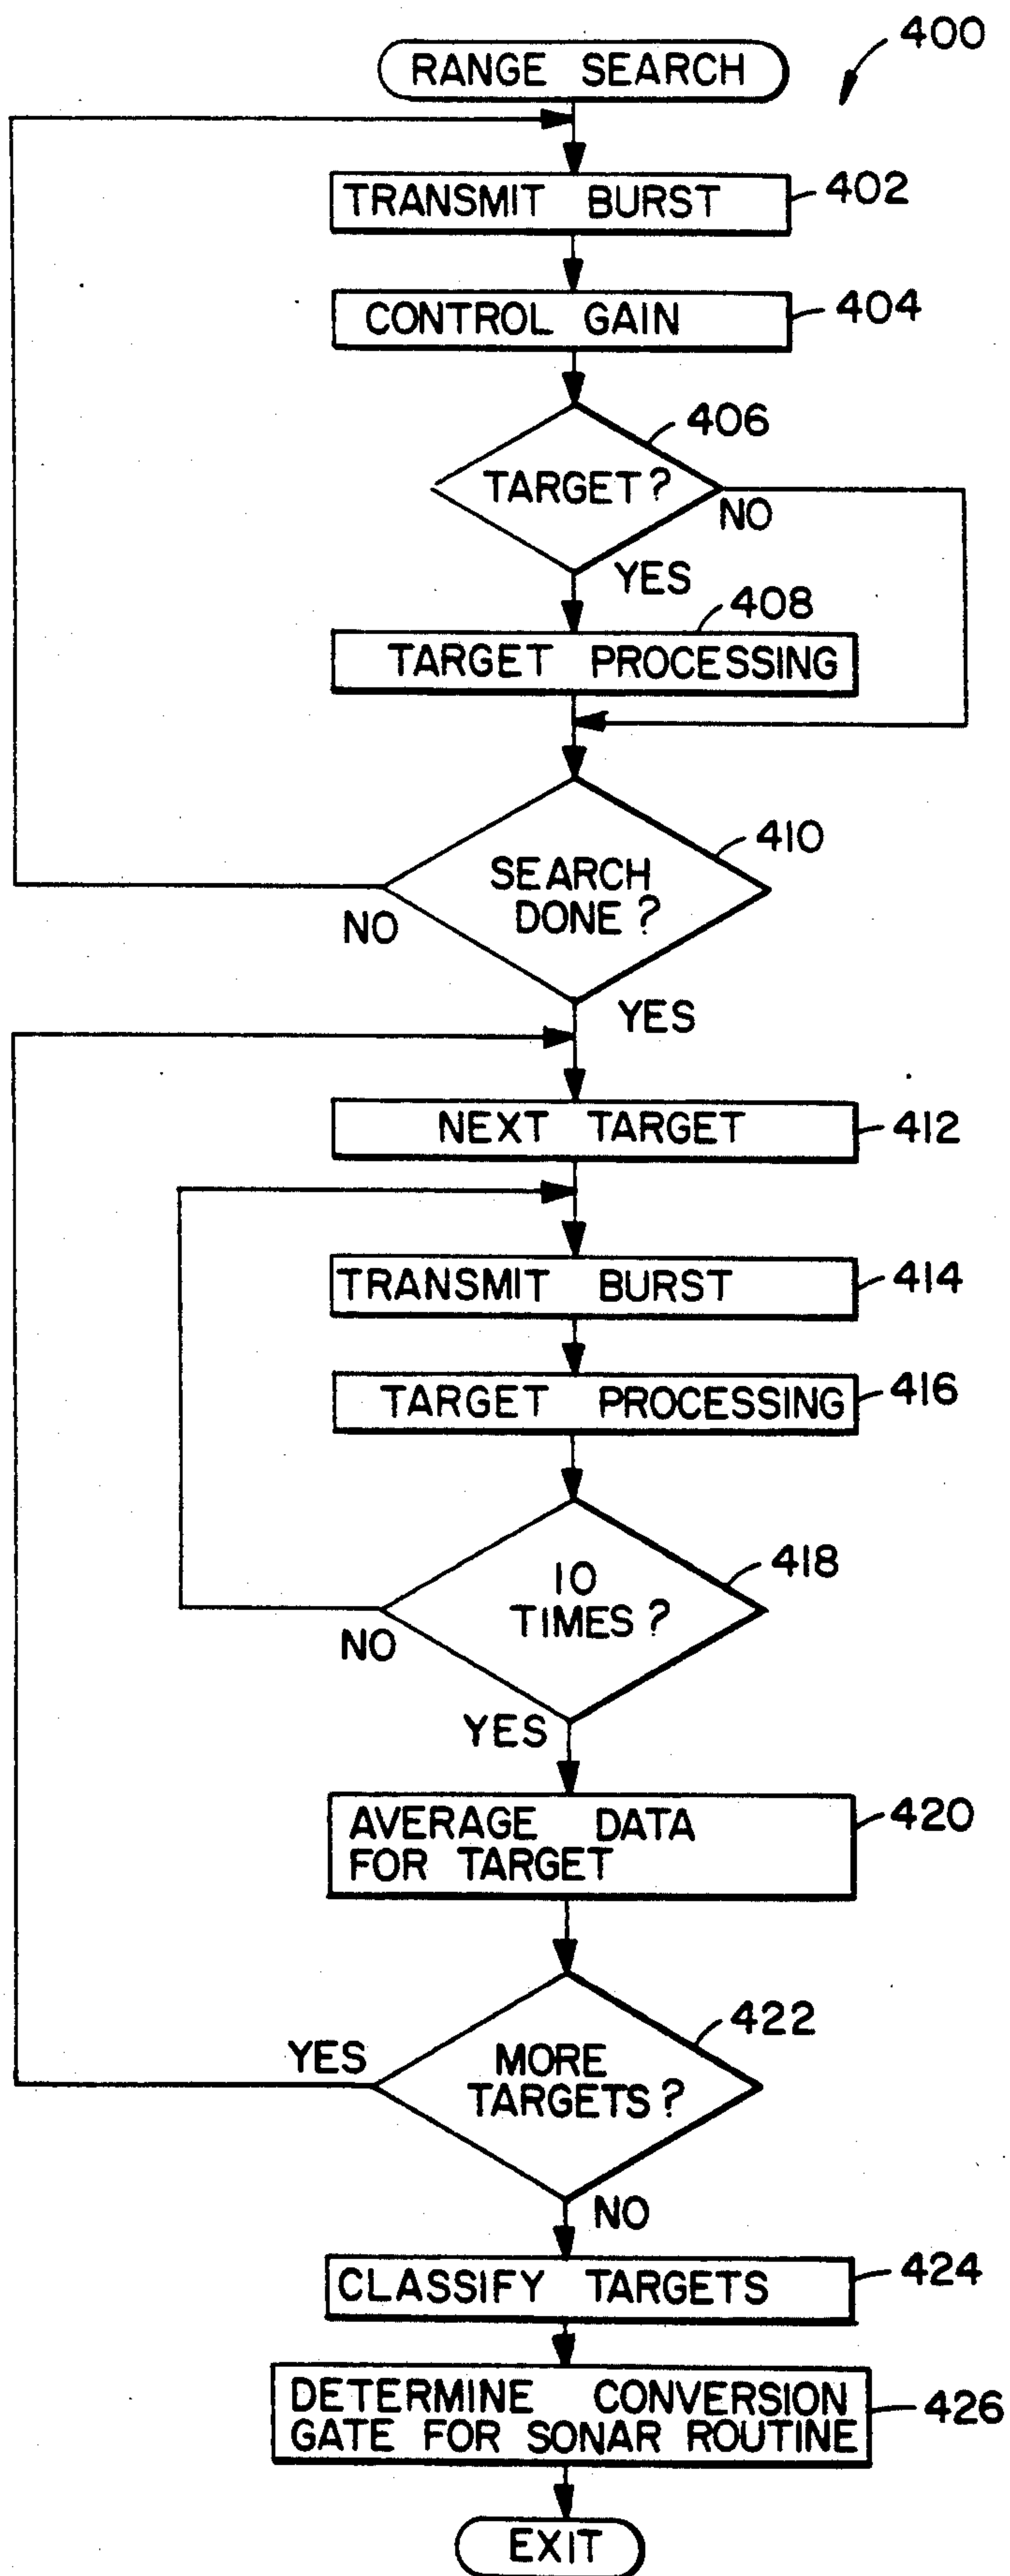 400
RANGE SEARCH
TRANSMIT BURST
402
CONTROL GAIN
404
406
TARGET?
NO
YES
408
TARGET PROCESSING
410
SEARCH
DONE?
NO
YES
NEXT TARGET
412
TRANSMIT BURST
414
TARGET PROCESSING
416
418
10
TIMES?
NO
YES
AVERAGE DATA
FOR TARGET
420
422
YES
MORE
TARGETS?
NO
CLASSIFY TARGETS
424
DETERMINE CONVERSION
GATE FOR SONAR ROUTINE
426
EXIT